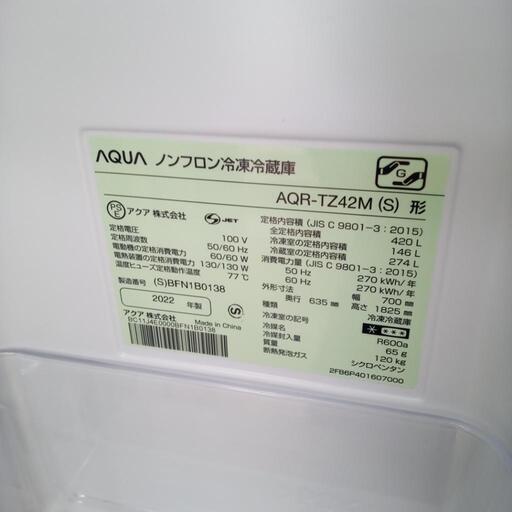 AQUA ノンフロン冷凍冷蔵庫
G
AQR-TZ42M (S) 形
PS E アクア 株式会社 S JET
定格電圧 100 V
定格周波数 50/60 Hz
電動機の定格消費電力 60/60 W
電熱装置の定格消費電力 130/130 W
温度ヒューズ定格動作温度 77℃
製造番号 (S)BFN1B0138
2022 年製
アクア 株式会社 Made in China
BC11J4E0000BFN1B0138
S
定格内容積 (JIS C 9801-3 : 2015)
全定格内容積 420 L
冷凍室の定格内容積 146 L
冷蔵室の定格内容積 274 L
消費電力量 (JIS C 9801-3 : 2015)
50 Hz 270 kWh/年
60 Hz 270 kWh/年
外形寸法 幅 700 mm
奥行 635 mm 高さ 1825 mm
種類 冷凍冷蔵庫
冷凍室の記号 ****
冷媒名 R600a
冷媒封入量 65 g
質量 120 kg
断熱発泡ガス シクロペンタン
2FB6P401607000